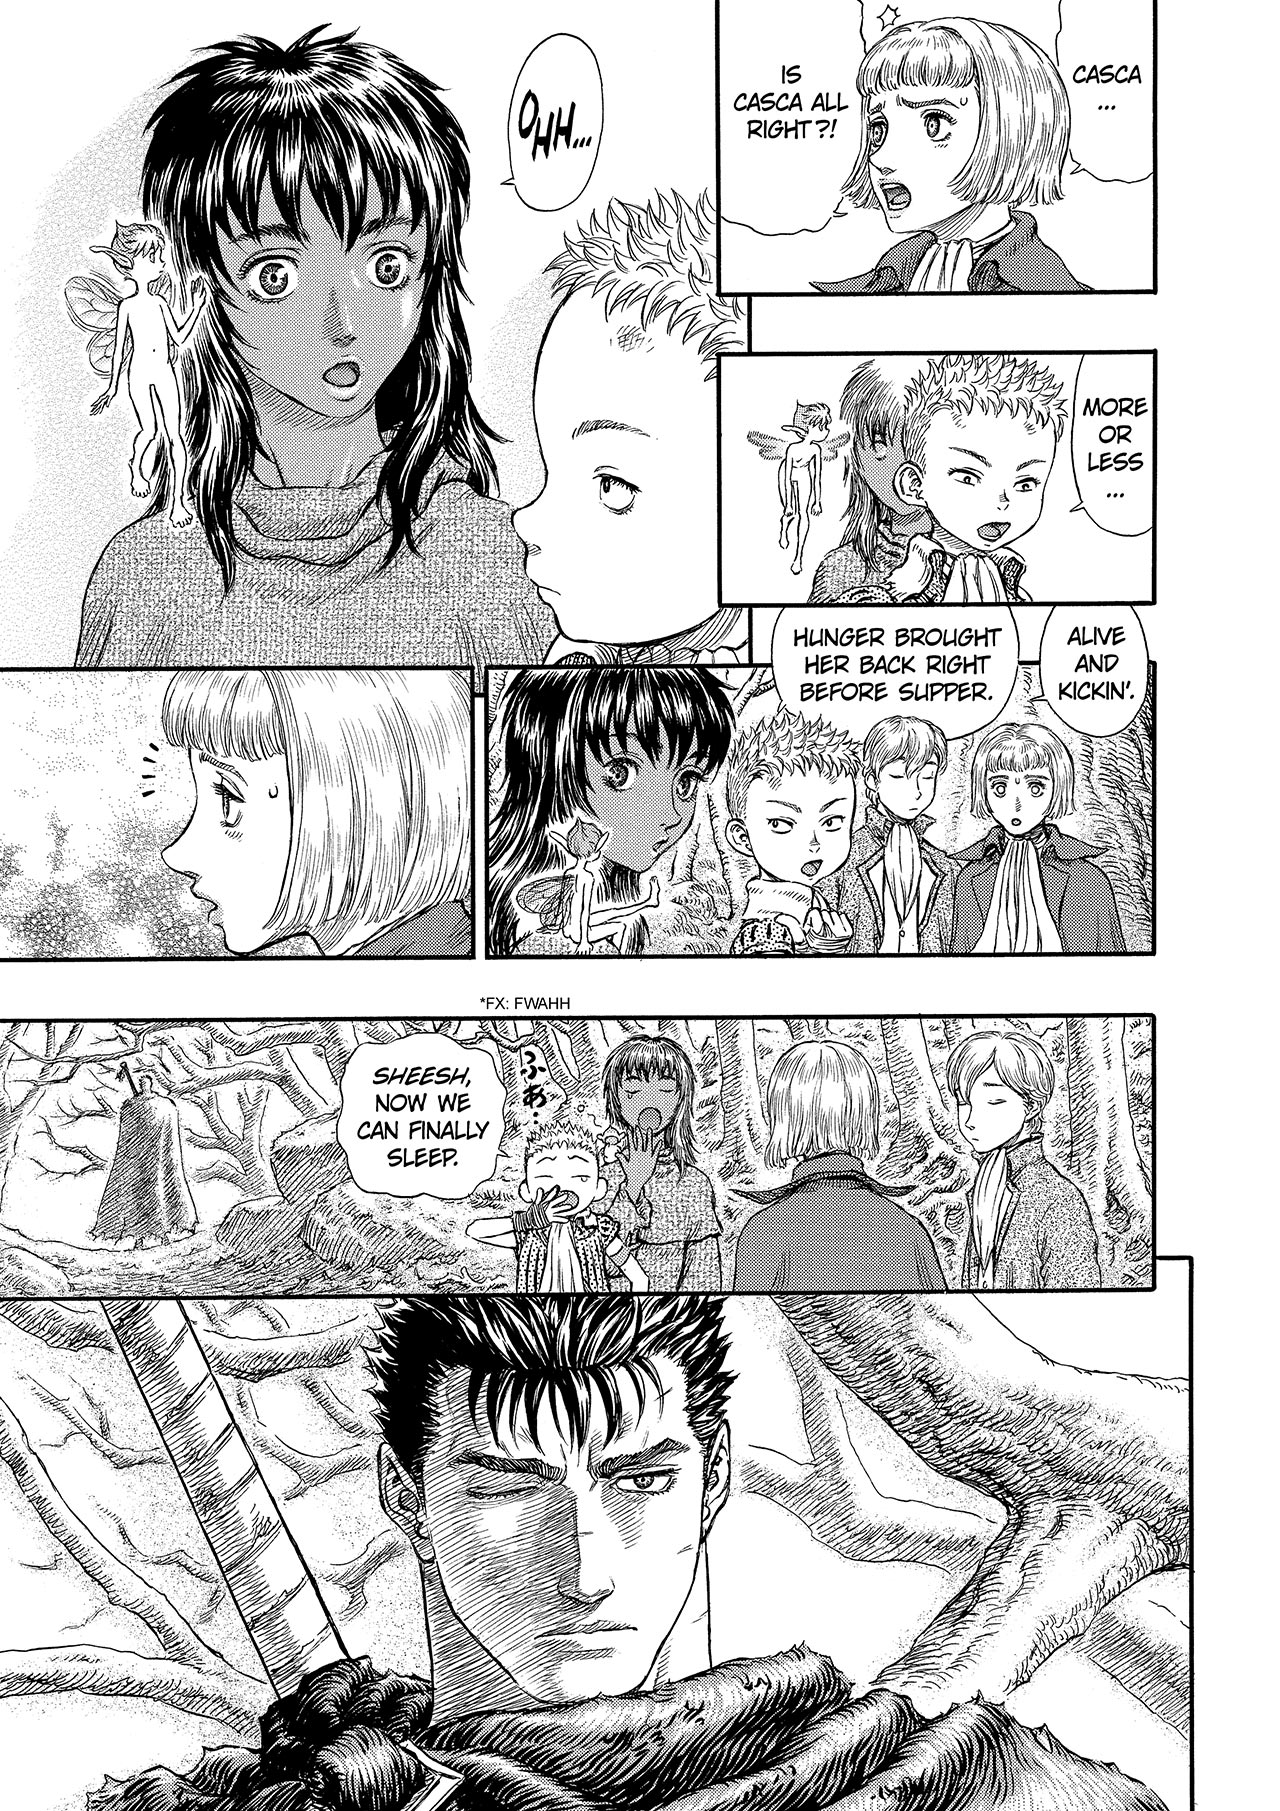 CASCA
...
IS
CASCA ALL
RIGHT?!
OHH...
MORE
OR
LESS
...
ALIVE
AND
KICKIN'.
HUNGER BROUGHT
HER BACK RIGHT
BEFORE SUPPER.
*FX: FWAHH
ふぁ…
SHEESH,
NOW WE
CAN FINALLY
SLEEP.